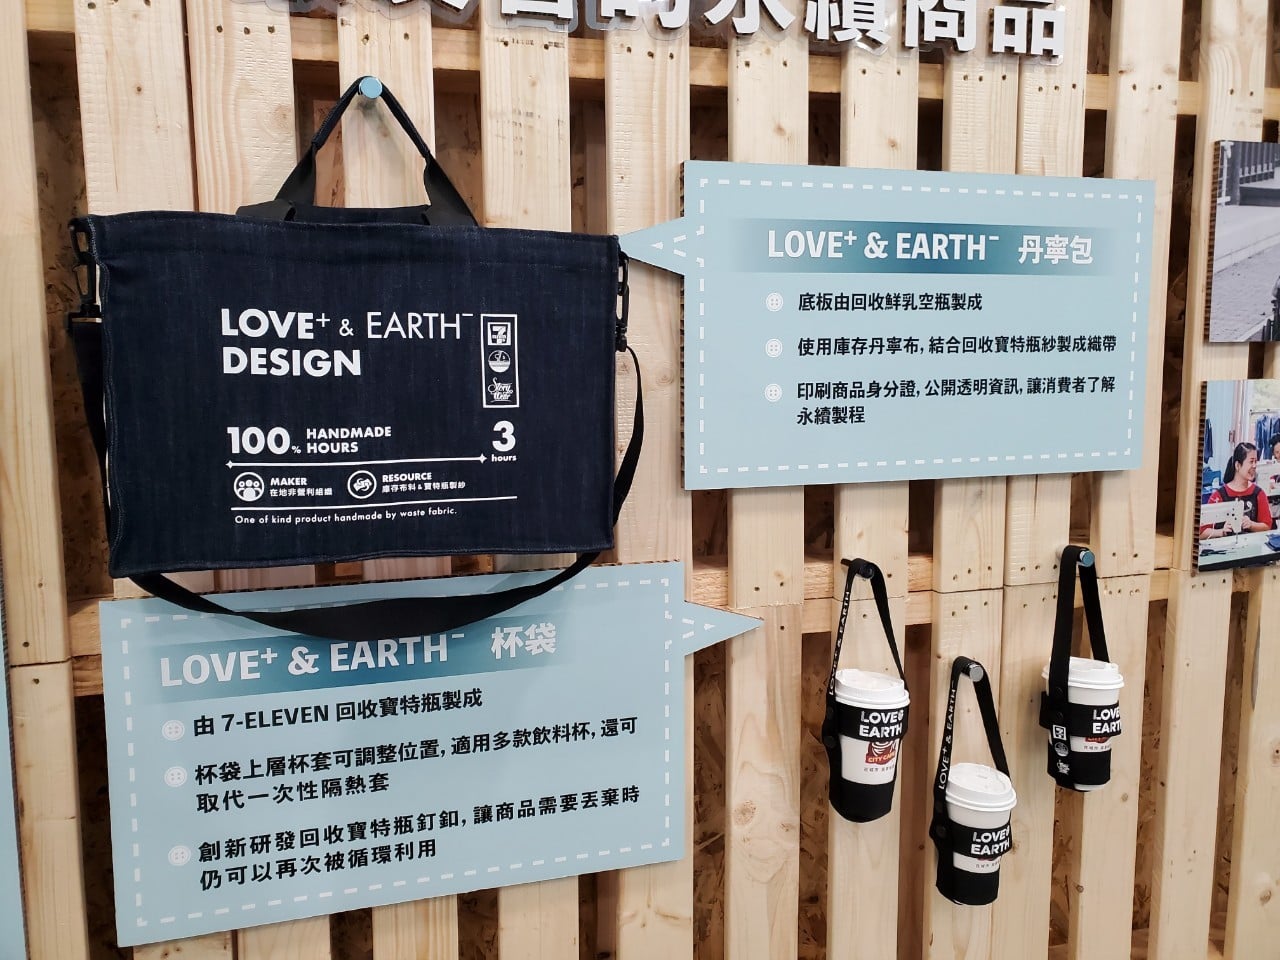 的永續商品
LOVE+ & EARTH-
DESIGN
7-ELEVEN
Story Wear
100% HANDMADE HOURS
3 hours
MAKER
在地非營利組織
RESOURCE
庫存布料&寶特瓶製紗
One of kind product handmade by waste fabric.
LOVE+ & EARTH- 丹寧包
底板由回收鮮乳空瓶製成
使用庫存丹寧布,結合回收寶特瓶紗製成織帶
印刷商品身分證,公開透明資訊,讓消費者了解
永續製程
LOVE+ & EARTH- 杯袋
由 7-ELEVEN 回收寶特瓶製成
杯袋上層杯套可調整位置,適用多款飲料杯,還可
取代一次性隔熱套
創新研發回收寶特瓶釘釦,讓商品需要丟棄時
仍可以再次被循環利用
LOVE+ & EARTH-
LOVE&
EARTH
CITY CAFE
LOVE+ & EARTH-
LOVE&
EARTH
LOVE
EARTH